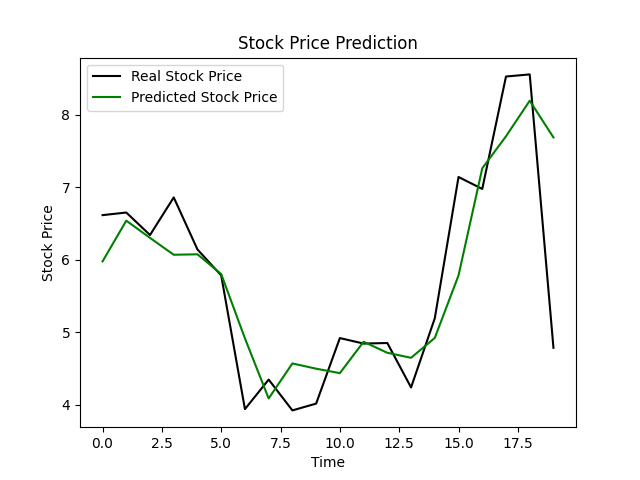 Stock Price Prediction
Real Stock Price
Predicted Stock Price
Stock Price
8
7
6
5
4
0.0 2.5 5.0 7.5 10.0 12.5 15.0 17.5
Time